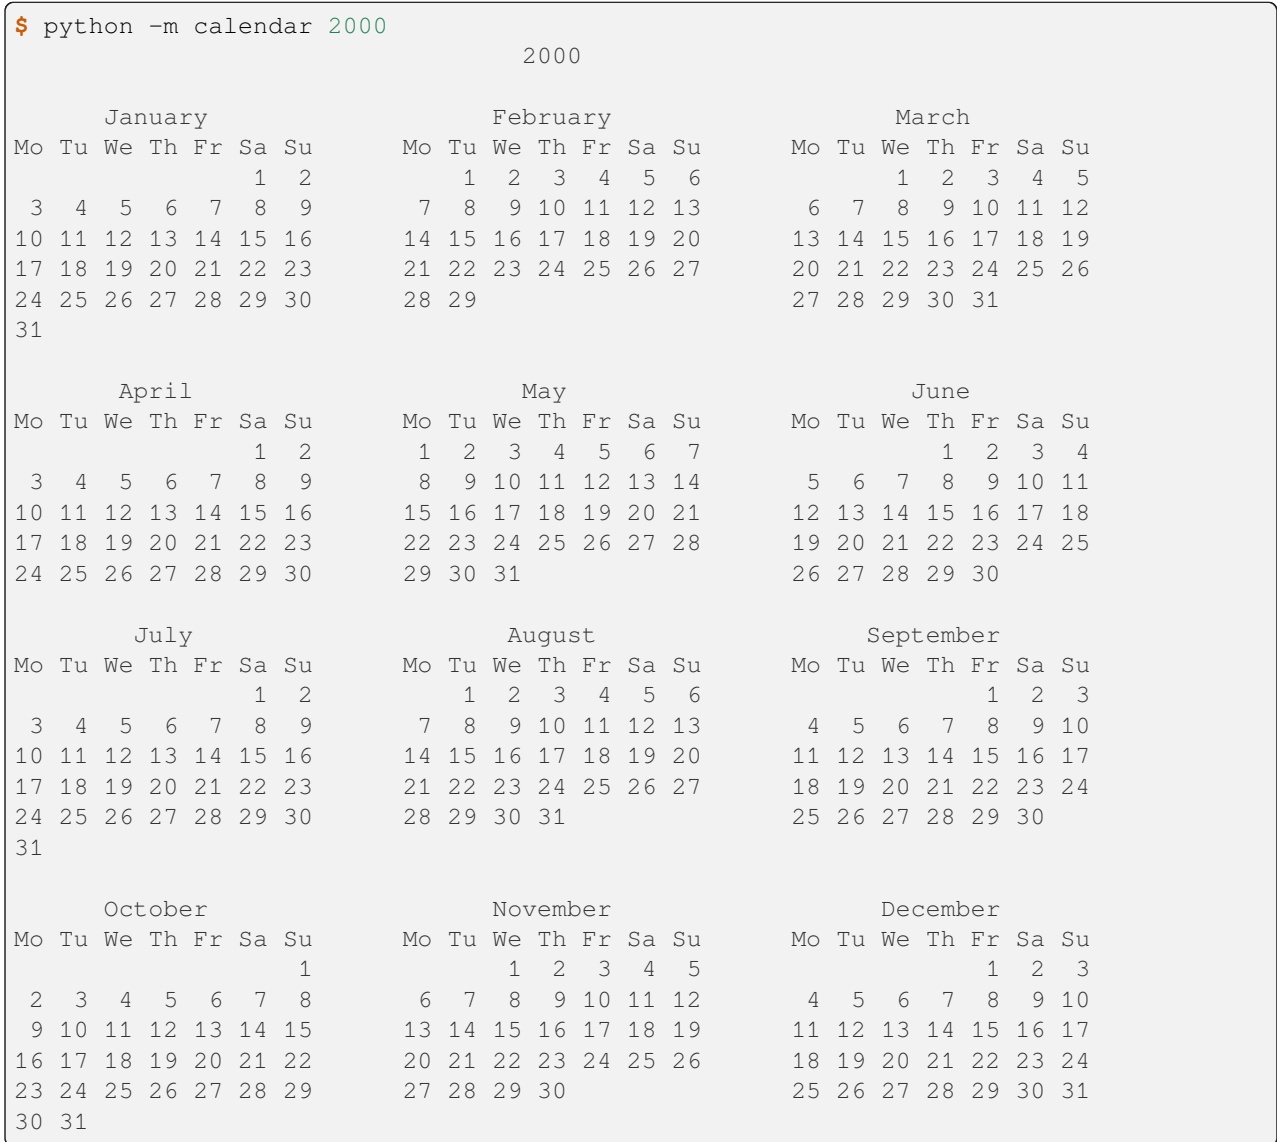 $ python -m calendar 2000
                                  2000

      January                   February                   March
Mo Tu We Th Fr Sa Su      Mo Tu We Th Fr Sa Su      Mo Tu We Th Fr Sa Su
                1  2          1  2  3  4  5  6             1  2  3  4  5
 3  4  5  6  7  8  9       7  8  9 10 11 12 13       6  7  8  9 10 11 12
10 11 12 13 14 15 16      14 15 16 17 18 19 20      13 14 15 16 17 18 19
17 18 19 20 21 22 23      21 22 23 24 25 26 27      20 21 22 23 24 25 26
24 25 26 27 28 29 30      28 29                     27 28 29 30 31
31

       April                      May                       June
Mo Tu We Th Fr Sa Su      Mo Tu We Th Fr Sa Su      Mo Tu We Th Fr Sa Su
                1  2       1  2  3  4  5  6  7                1  2  3  4
 3  4  5  6  7  8  9       8  9 10 11 12 13 14       5  6  7  8  9 10 11
10 11 12 13 14 15 16      15 16 17 18 19 20 21      12 13 14 15 16 17 18
17 18 19 20 21 22 23      22 23 24 25 26 27 28      19 20 21 22 23 24 25
24 25 26 27 28 29 30      29 30 31                  26 27 28 29 30

        July                     August                  September
Mo Tu We Th Fr Sa Su      Mo Tu We Th Fr Sa Su      Mo Tu We Th Fr Sa Su
                1  2          1  2  3  4  5  6                   1  2  3
 3  4  5  6  7  8  9       7  8  9 10 11 12 13       4  5  6  7  8  9 10
10 11 12 13 14 15 16      14 15 16 17 18 19 20      11 12 13 14 15 16 17
17 18 19 20 21 22 23      21 22 23 24 25 26 27      18 19 20 21 22 23 24
24 25 26 27 28 29 30      28 29 30 31               25 26 27 28 29 30
31

      October                   November                  December
Mo Tu We Th Fr Sa Su      Mo Tu We Th Fr Sa Su      Mo Tu We Th Fr Sa Su
                   1             1  2  3  4  5                   1  2  3
 2  3  4  5  6  7  8       6  7  8  9 10 11 12       4  5  6  7  8  9 10
 9 10 11 12 13 14 15      13 14 15 16 17 18 19      11 12 13 14 15 16 17
16 17 18 19 20 21 22      20 21 22 23 24 25 26      18 19 20 21 22 23 24
23 24 25 26 27 28 29      27 28 29 30               25 26 27 28 29 30 31
30 31